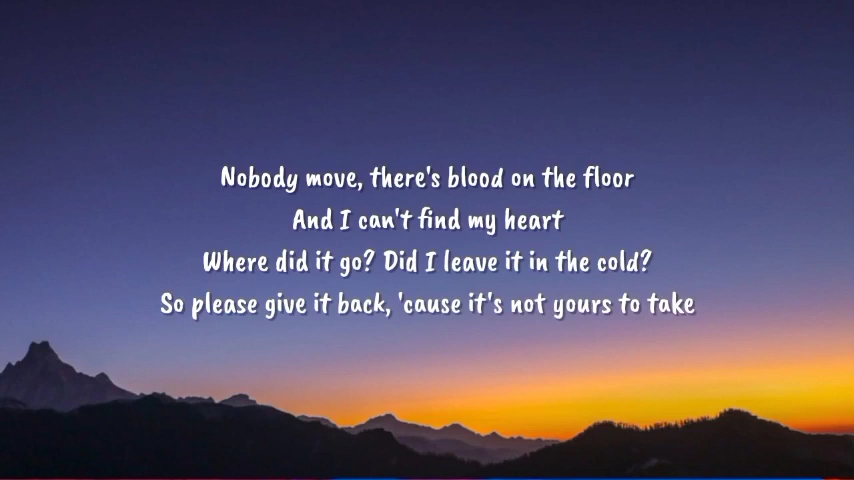 Nobody move, there's blood on the floor
And I can't find my heart
Where did it go? Did I leave it in the cold?
So please give it back, 'cause it's not yours to take